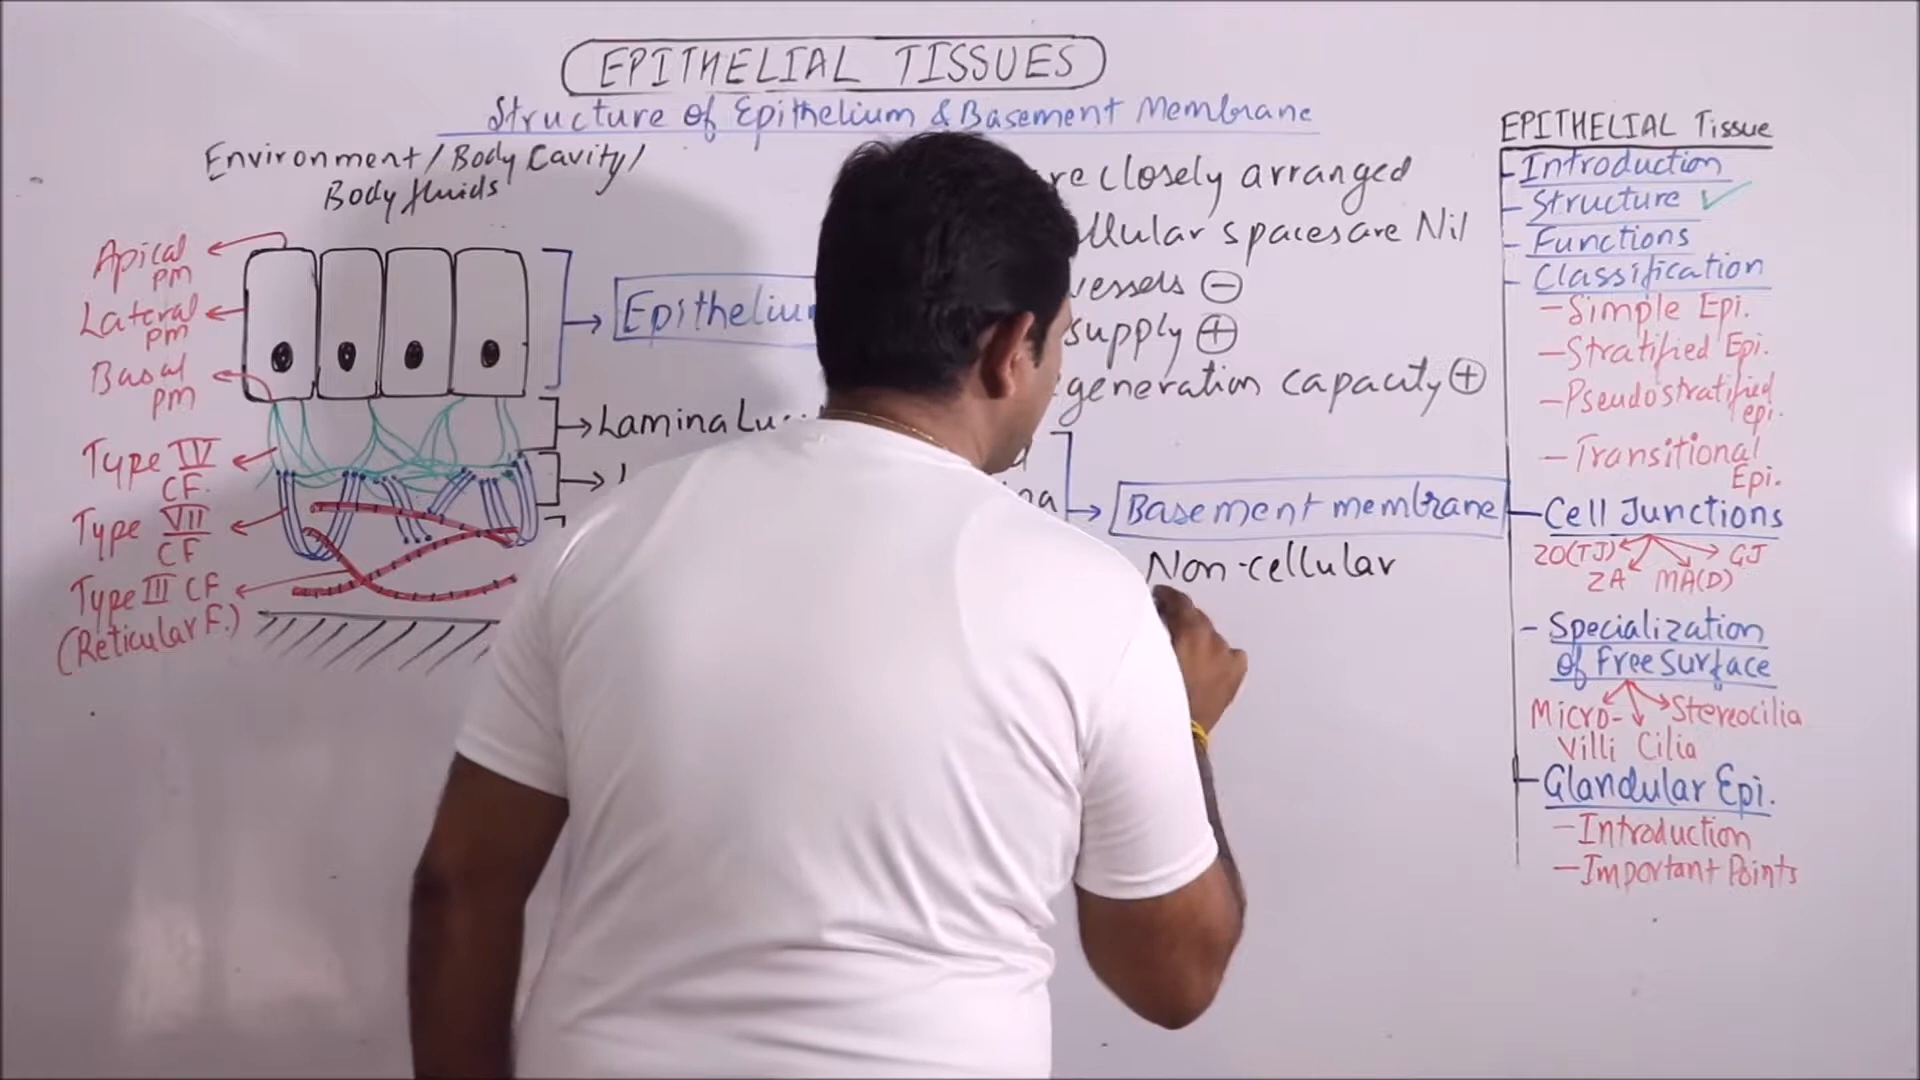 EPITHELIAL TISSUES
Structure of Epithelium & Basement Membrane
Environment/Body Cavity/
Body fluids
Apical
pm
Lateral
pm
Basal
pm
Type IV
CF.
Type VII
CF
Type III CF
(Reticular F.)
Epithelium
Lamina
closely arranged
spaces are Nil
vessels ⊖
supply ⊕
generation capacity ⊕
Basement membrane
Non-cellular
EPITHELIAL Tissue
- Introduction
- Structure ✓
- Functions
- Classification
- Simple Epi.
- Stratified Epi.
- Pseudostratified
epi.
- Transitional
Epi.
- Cell Junctions
ZO(TJ) GJ
ZA MA(D)
- Specialization
of Free Surface
Micro- Stereocilia
Villi Cilia
- Glandular Epi.
- Introduction
- Important Points